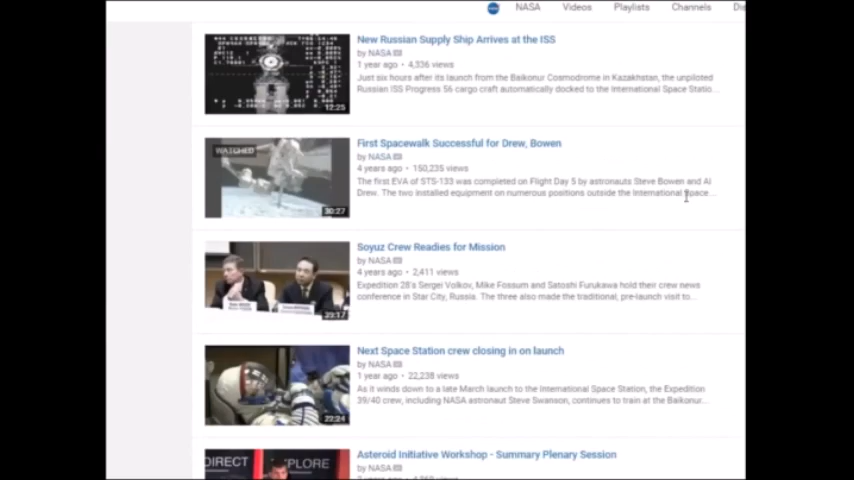 NASA Videos Playlists Channels
New Russian Supply Ship Arrives at the ISS
by NASA
1 year ago • 4,336 views
Just six hours after its launch from the Baikonur Cosmodrome in Kazakhstan, the unpiloted
Russian ISS Progress 56 cargo craft automatically docked to the International Space Statio...
12:25
WATCHED
First Spacewalk Successful for Drew, Bowen
by NASA
4 years ago • 150,235 views
The first EVA of STS-133 was completed on Flight Day 5 by astronauts Steve Bowen and Al
Drew. The two installed equipment on numerous positions outside the International Space...
30:27
Soyuz Crew Readies for Mission
by NASA
4 years ago • 2,411 views
Expedition 28's Sergei Volkov, Mike Fossum and Satoshi Furukawa hold their crew news
conference in Star City, Russia. The three also made the traditional, pre-launch visit to...
Next Space Station crew closing in on launch
by NASA
1 year ago • 22,238 views
As it winds down to a late March launch to the International Space Station, the Expedition
39/40 crew, including NASA astronaut Steve Swanson, continues to train at the Baikonur...
22:24
DIRECT
Asteroid Initiative Workshop - Summary Plenary Session
by NASA